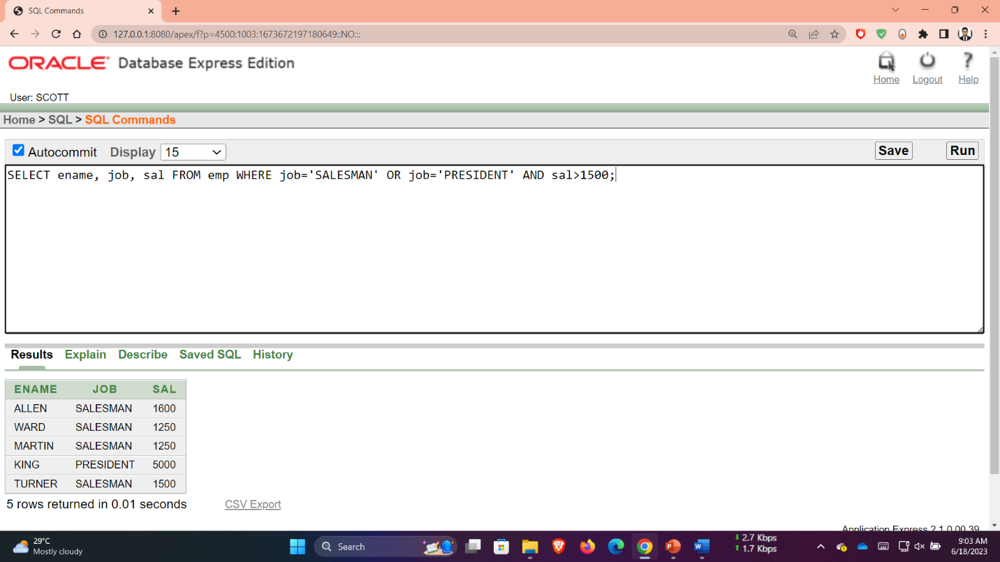 SQL Commands
127.0.0.1:8080/apex/f?p=4500:1003:1673672197180649::NO:::
ORACLE Database Express Edition
Home Logout Help
User: SCOTT
Home > SQL > SQL Commands
Autocommit Display 15 Save Run
SELECT ename, job, sal FROM emp WHERE job='SALESMAN' OR job='PRESIDENT' AND sal>1500;
Results Explain Describe Saved SQL History
ENAME JOB SAL
ALLEN SALESMAN 1600
WARD SALESMAN 1250
MARTIN SALESMAN 1250
KING PRESIDENT 5000
TURNER SALESMAN 1500
5 rows returned in 0.01 seconds CSV Export
Application Express 2.1.0.00.39
29°C
Mostly cloudy
Search
2.7 Kbps
1.7 Kbps
9:03 AM
6/18/2023